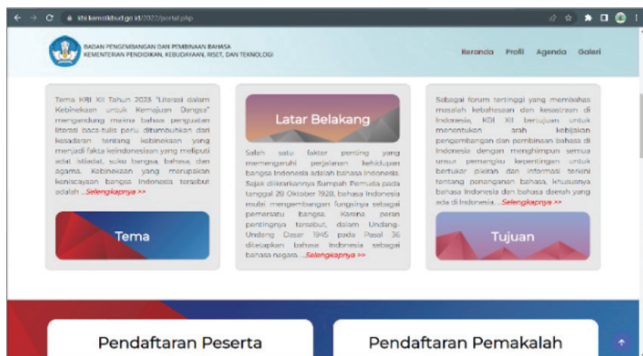 kbi.kemdikbud.go.id/2022/portal.php
BADAN PENGEMBANGAN DAN PEMBINAAN BAHASA
KEMENTERIAN PENDIDIKAN, KEBUDAYAAN, RISET, DAN TEKNOLOGI
Beranda Profil Agenda Galeri
Tema KBI XII Tahun 2023 "Literasi dalam
Kebinekaan untuk Kemajuan Bangsa"
mengandung makna bahwa penguatan
literasi baca-tulis perlu ditumbuhkan dari
kesadaran tentang kebinekaan yang
menjadi fakta keindonesiaan yang meliputi
adat istiadat, suku bangsa, bahasa, dan
agama. Kebinekaan yang merupakan
keniscayaan bangsa Indonesia tersebut
adalah ...Selengkapnya >>
Tema
Latar Belakang
Salah satu faktor penting yang
memengaruhi perjalanan kehidupan
bangsa Indonesia adalah bahasa Indonesia.
Sejak diikrarkannya Sumpah Pemuda pada
tanggal 28 Oktober 1928, bahasa Indonesia
mulai mengembangan fungsinya sebagai
pemersatu bangsa. Karena peran
pentingnya tersebut, dalam Undang-
Undang Dasar 1945 pada Pasal 36
ditetapkan bahasa Indonesia sebagai
bahasa negara. ...Selengkapnya >>
Sebagai forum tertinggi yang membahas
masalah kebahasaan dan kesastraan di
Indonesia, KBI XII bertujuan untuk
menentukan arah kebijakan
pengembangan dan pembinaan bahasa di
Indonesia dengan menghimpun semua
unsur pemangku kepentingan untuk
bertukar pikiran dan informasi terkini
tentang penanganan bahasa, khususnya
bahasa Indonesia dan bahasa daerah yang
ada di Indonesia. ...Selengkapnya >>
Tujuan
Pendaftaran Peserta
Pendaftaran Pemakalah